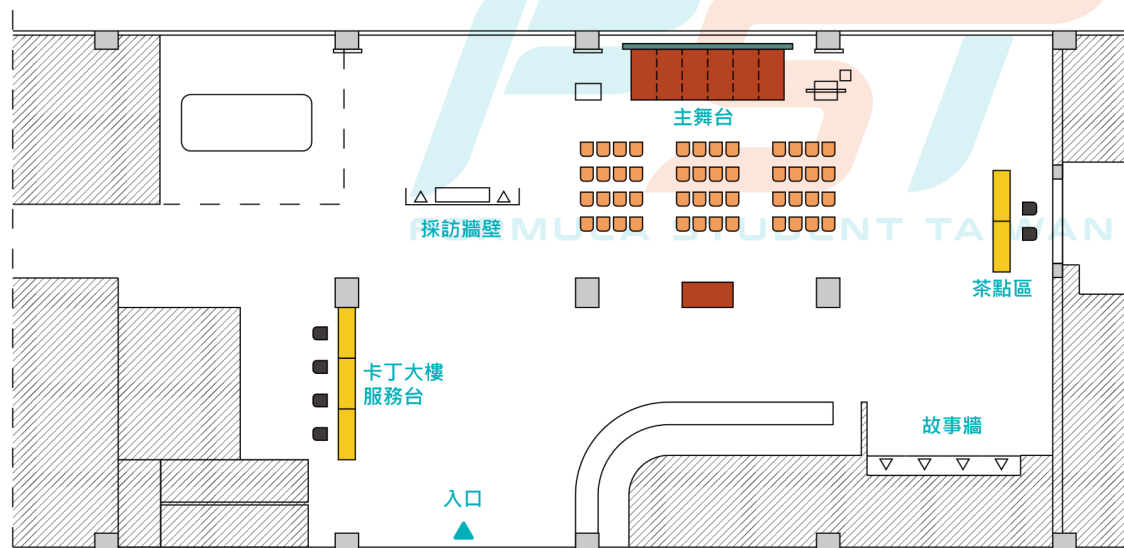 FST
主舞台
採訪牆壁
FORMULA STUDENT TAIWAN
茶點區
卡丁大樓
服務台
故事牆
入口